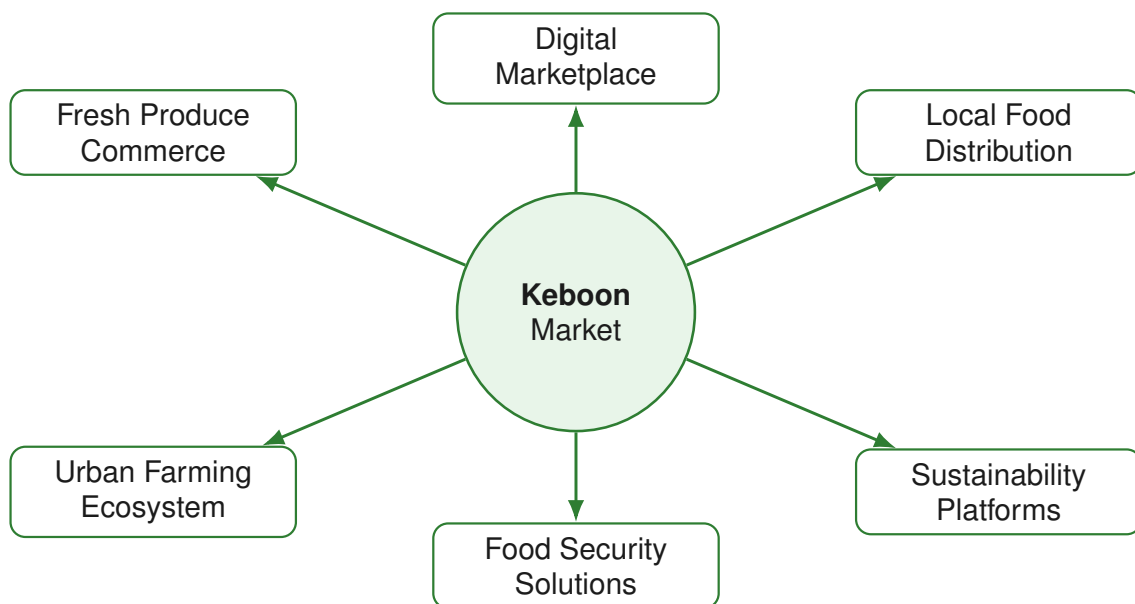 Digital
Marketplace
Fresh Produce
Commerce
Local Food
Distribution
Keboon
Market
Urban Farming
Ecosystem
Sustainability
Platforms
Food Security
Solutions